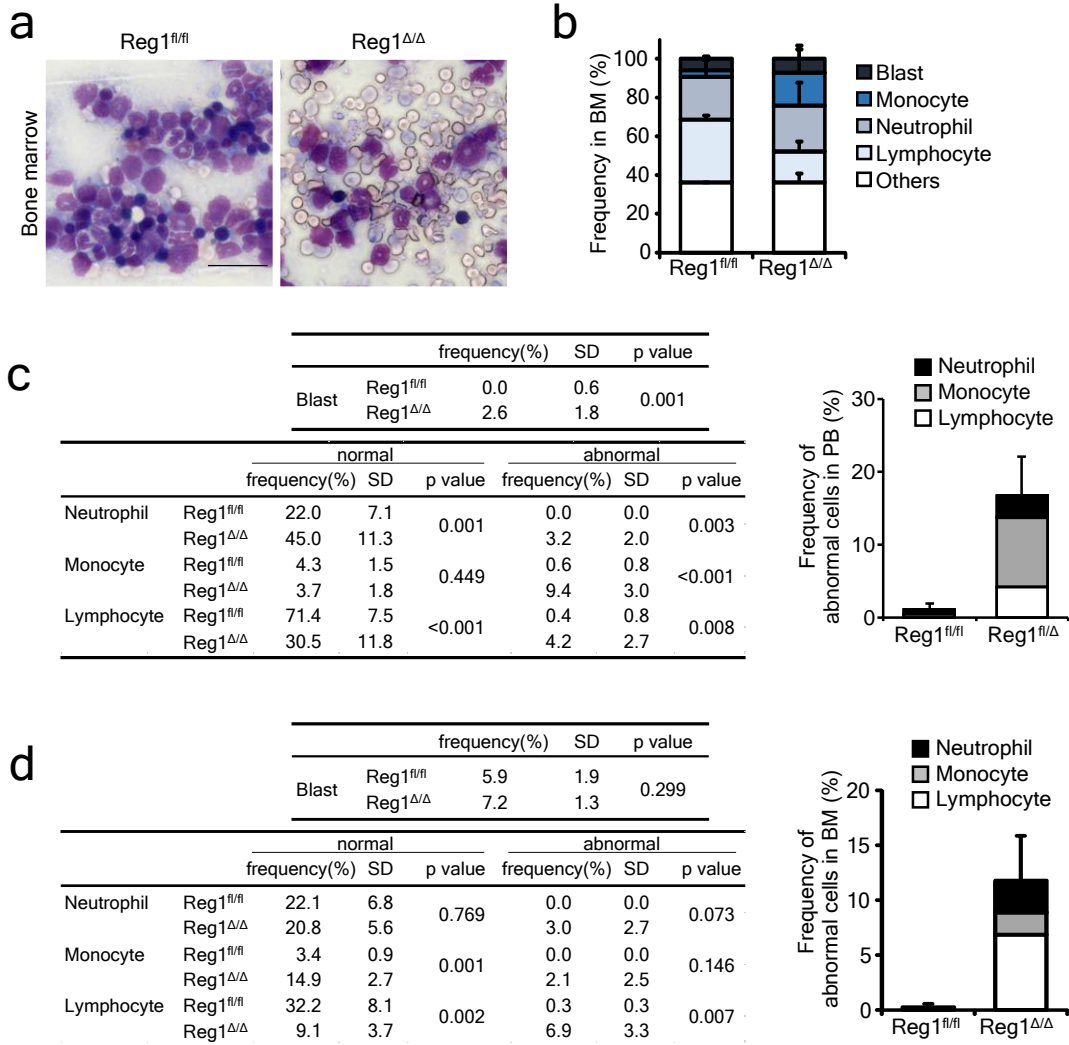 a
Reg1fl/fl
Reg1Δ/Δ
Bone marrow
b
Frequency in BM (%)
100
80
60
40
20
0
Reg1fl/fl
Reg1Δ/Δ
Blast
Monocyte
Neutrophil
Lymphocyte
Others
c
frequency(%) SD p value
Blast Reg1fl/fl 0.0 0.6 0.001
Reg1Δ/Δ 2.6 1.8
normal abnormal
frequency(%) SD p value frequency(%) SD p value
Neutrophil Reg1fl/fl 22.0 7.1 0.001 0.0 0.0 0.003
Reg1Δ/Δ 45.0 11.3 3.2 2.0
Monocyte Reg1fl/fl 4.3 1.5 0.449 0.6 0.8 <0.001
Reg1Δ/Δ 3.7 1.8 9.4 3.0
Lymphocyte Reg1fl/fl 71.4 7.5 <0.001 0.4 0.8 0.008
Reg1Δ/Δ 30.5 11.8 4.2 2.7
Neutrophil
Monocyte
Lymphocyte
Frequency of
abnormal cells in PB (%)
30
20
10
0
Reg1fl/fl
Reg1fl/Δ
d
frequency(%) SD p value
Blast Reg1fl/fl 5.9 1.9 0.299
Reg1Δ/Δ 7.2 1.3
normal abnormal
frequency(%) SD p value frequency(%) SD p value
Neutrophil Reg1fl/fl 22.1 6.8 0.769 0.0 0.0 0.073
Reg1Δ/Δ 20.8 5.6 3.0 2.7
Monocyte Reg1fl/fl 3.4 0.9 0.001 0.0 0.0 0.146
Reg1Δ/Δ 14.9 2.7 2.1 2.5
Lymphocyte Reg1fl/fl 32.2 8.1 0.002 0.3 0.3 0.007
Reg1Δ/Δ 9.1 3.7 6.9 3.3
Neutrophil
Monocyte
Lymphocyte
Frequency of
abnormal cells in BM (%)
20
15
10
5
0
Reg1fl/fl
Reg1Δ/Δ